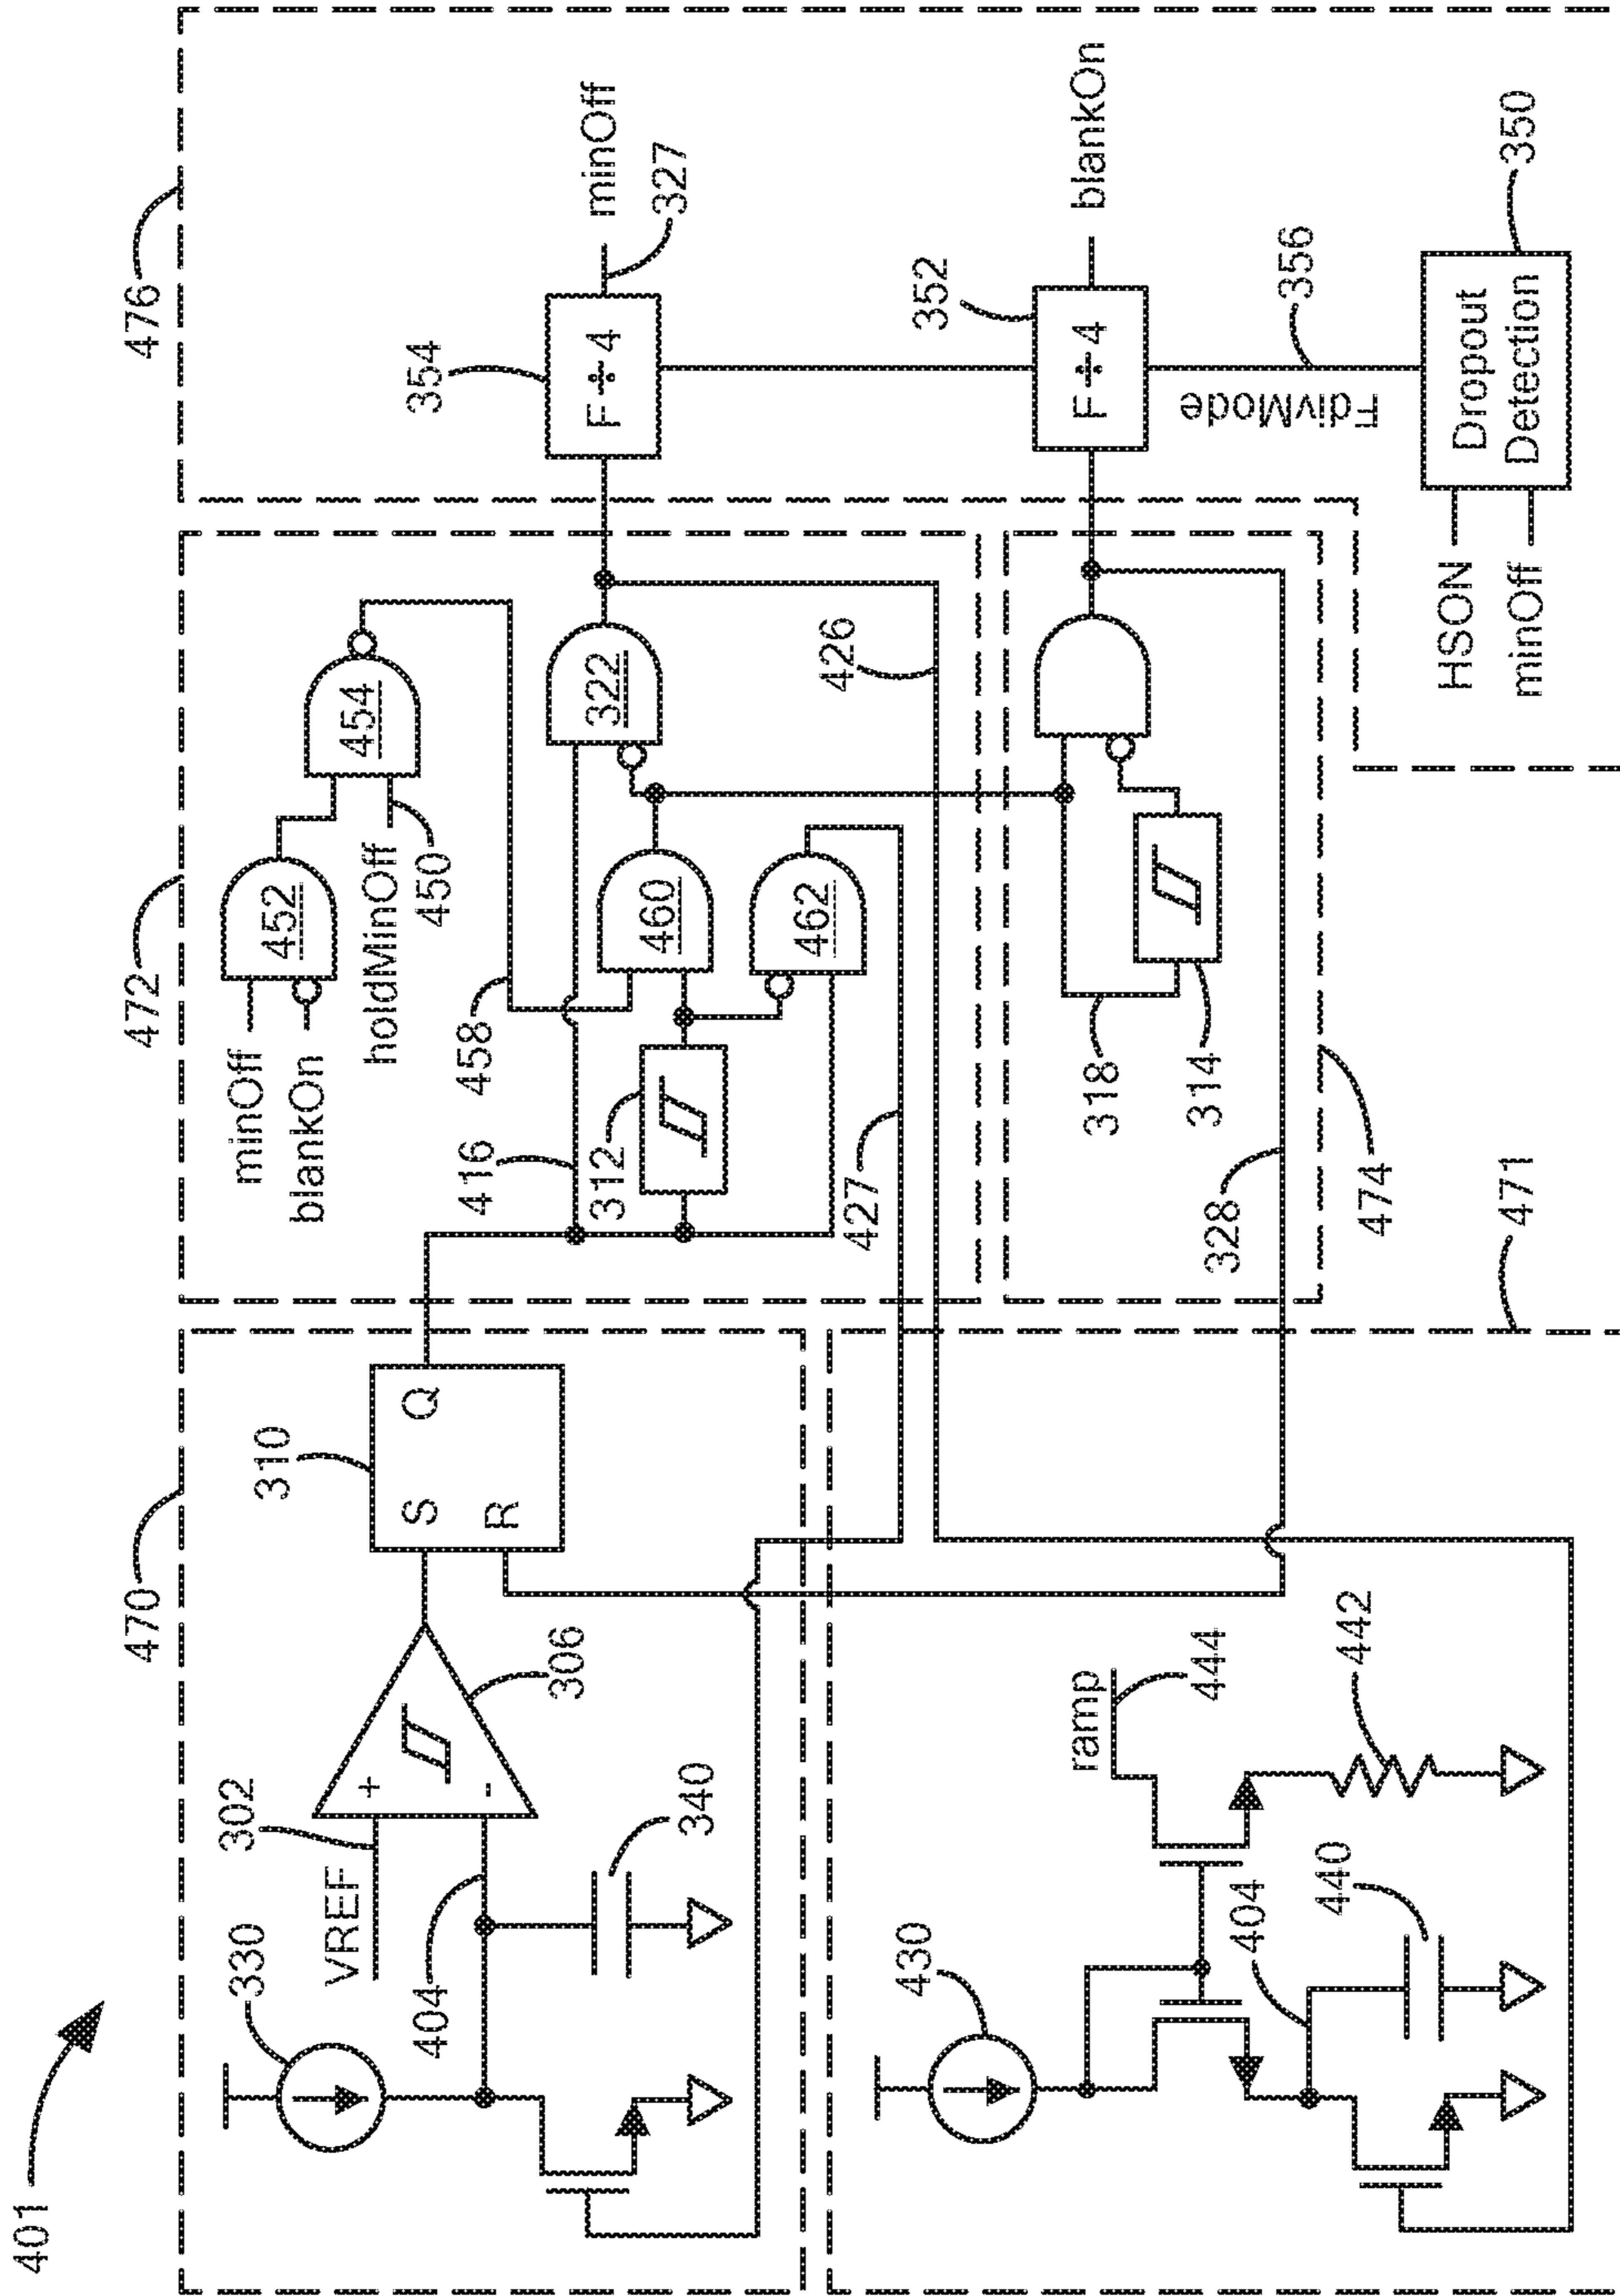 401
470
330
302
VREF
404
+
-
306
340
310
S
Q
R
472
minOff
blankOn
452
454
holdMinOff
450
458
416
312
460
322
462
427
426
476
354
F÷4
minOff
327
352
F÷4
blankOn
FdivMode
356
Dropout
Detection
350
HSON
minOff
318
314
328
474
471
430
ramp
444
404
440
442